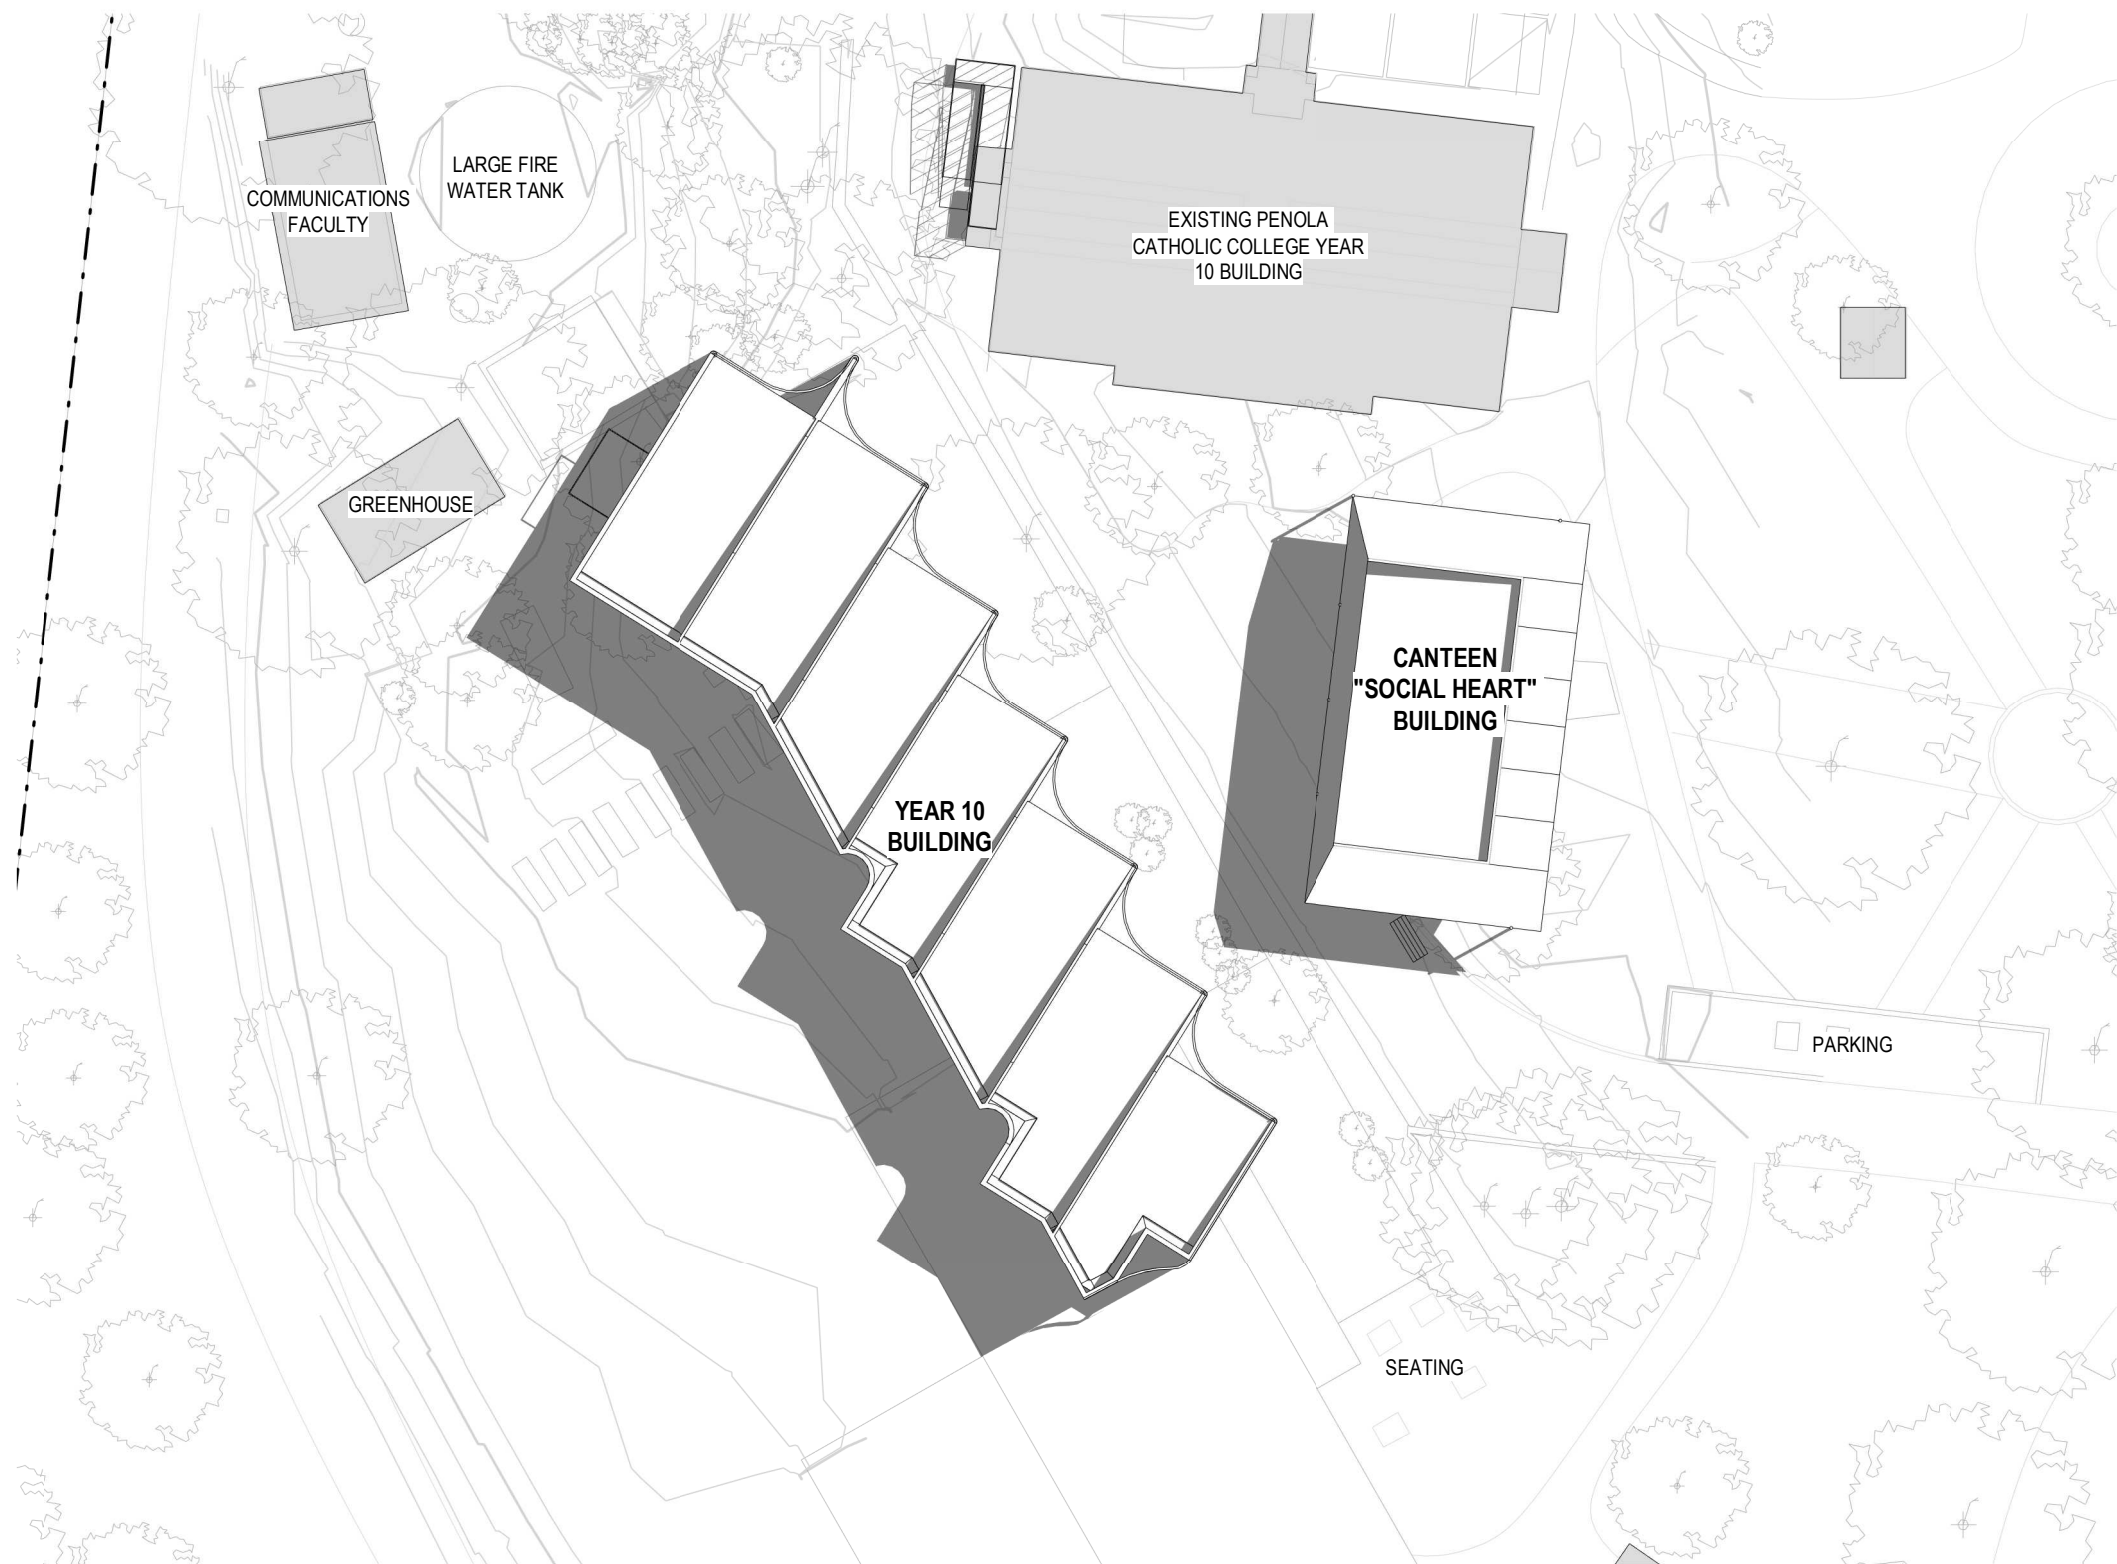 LARGE FIRE
WATER TANK
COMMUNICATIONS
FACULTY
EXISTING PENOLA
CATHOLIC COLLEGE YEAR
10 BUILDING
GREENHOUSE
CANTEEN
"SOCIAL HEART"
BUILDING
YEAR 10
BUILDING
PARKING
SEATING